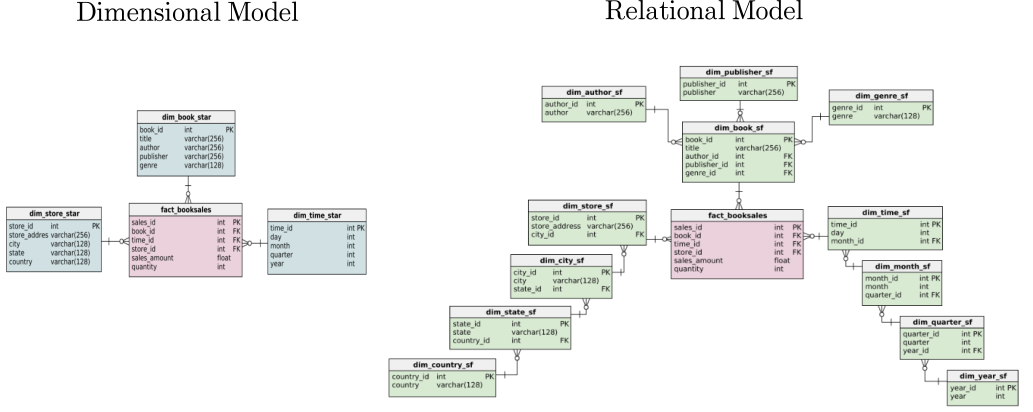 Dimensional Model
Relational Model
dim_book_star
book_id int PK
title varchar(256)
author varchar(256)
publisher varchar(256)
genre varchar(128)
dim_store_star
store_id int PK
store_addres varchar(256)
city varchar(128)
state varchar(128)
country varchar(128)
fact_booksales
sales_id int PK
book_id int FK
time_id int FK
store_id int FK
sales_amount float
quantity int
dim_time_star
time_id int PK
day int
month int
quarter int
year int
dim_publisher_sf
publisher_id int PK
publisher varchar(256)
dim_author_sf
author_id int PK
author varchar(256)
dim_genre_sf
genre_id int PK
genre varchar(128)
dim_book_sf
book_id int PK
title varchar(256)
author_id int FK
publisher_id int FK
genre_id int FK
dim_store_sf
store_id int PK
store_address varchar(256)
city_id int FK
fact_booksales
sales_id int PK
book_id int FK
time_id int FK
store_id int FK
sales_amount float
quantity int
dim_time_sf
time_id int PK
day int
month_id int FK
dim_city_sf
city_id int PK
city varchar(128)
state_id int FK
dim_month_sf
month_id int PK
month int
quarter_id int FK
dim_state_sf
state_id int PK
state varchar(128)
country_id int FK
dim_quarter_sf
quarter_id int PK
quarter int
year_id int FK
dim_country_sf
country_id int PK
country varchar(128)
dim_year_sf
year_id int PK
year int